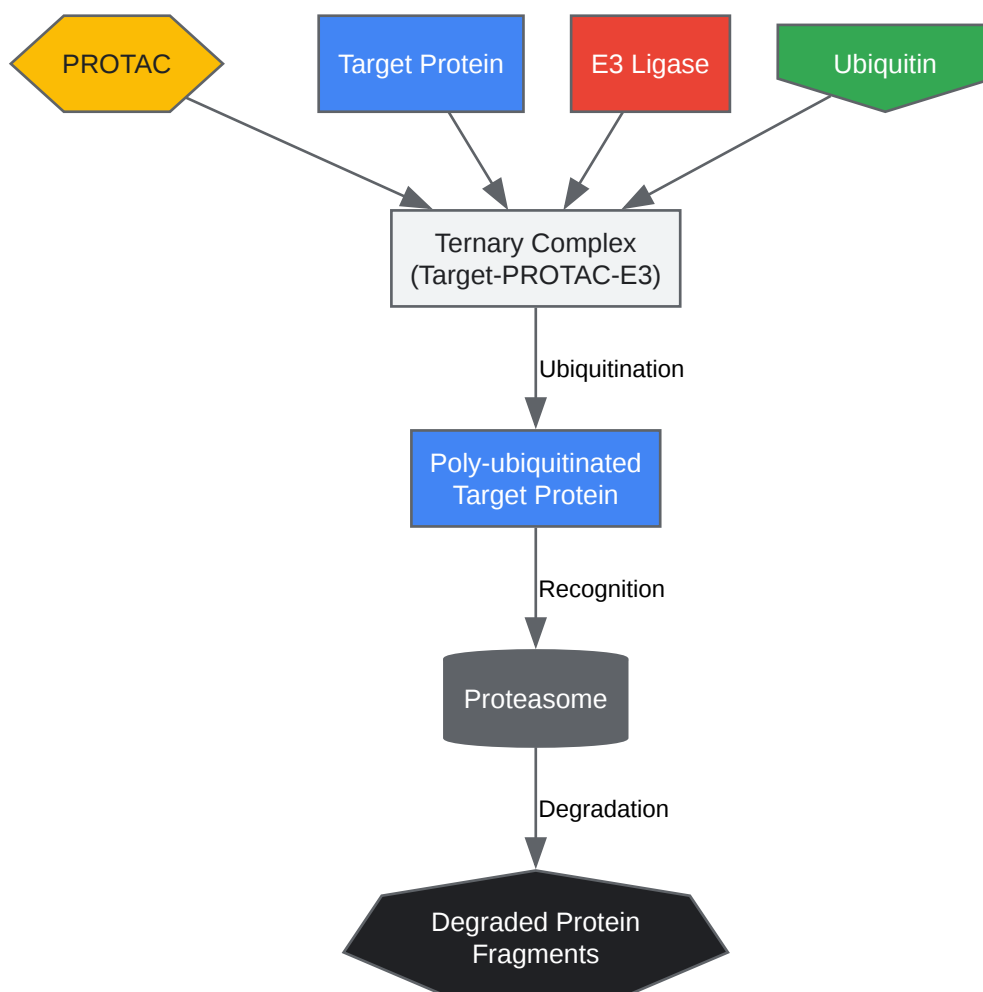 PROTAC
Target Protein
E3 Ligase
Ubiquitin
Ternary Complex
(Target-PROTAC-E3)
Ubiquitination
Poly-ubiquitinated
Target Protein
Recognition
Proteasome
Degradation
Degraded Protein
Fragments